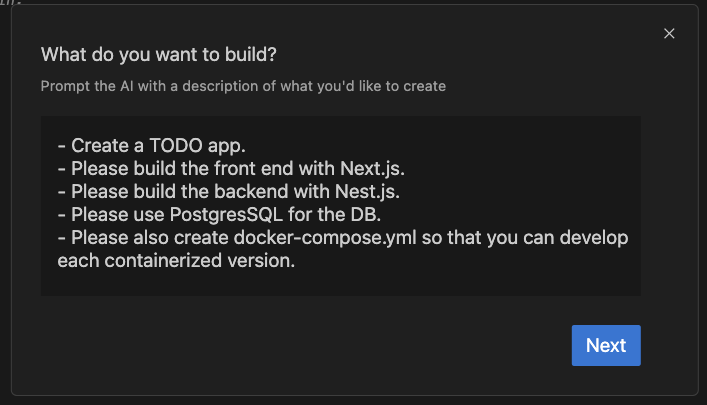 What do you want to build?
Prompt the AI with a description of what you'd like to create
- Create a TODO app.
- Please build the front end with Next.js.
- Please build the backend with Nest.js.
- Please use PostgresSQL for the DB.
- Please also create docker-compose.yml so that you can develop
each containerized version.
Next